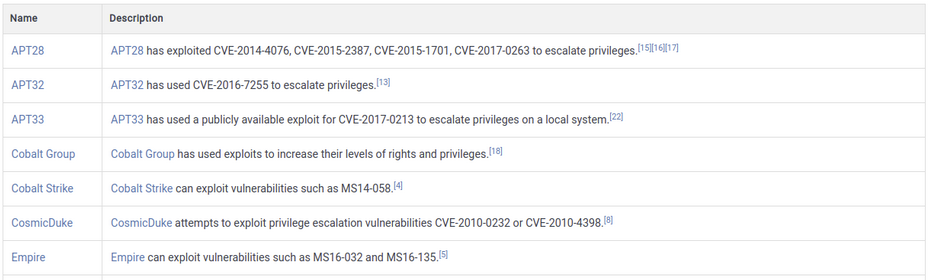 Name Description
APT28 APT28 has exploited CVE-2014-4076, CVE-2015-2387, CVE-2015-1701, CVE-2017-0263 to escalate privileges.[15][16][17]
APT32 APT32 has used CVE-2016-7255 to escalate privileges.[13]
APT33 APT33 has used a publicly available exploit for CVE-2017-0213 to escalate privileges on a local system.[22]
Cobalt Group Cobalt Group has used exploits to increase their levels of rights and privileges.[18]
Cobalt Strike Cobalt Strike can exploit vulnerabilities such as MS14-058.[4]
CosmicDuke CosmicDuke attempts to exploit privilege escalation vulnerabilities CVE-2010-0232 or CVE-2010-4398.[8]
Empire Empire can exploit vulnerabilities such as MS16-032 and MS16-135.[5]